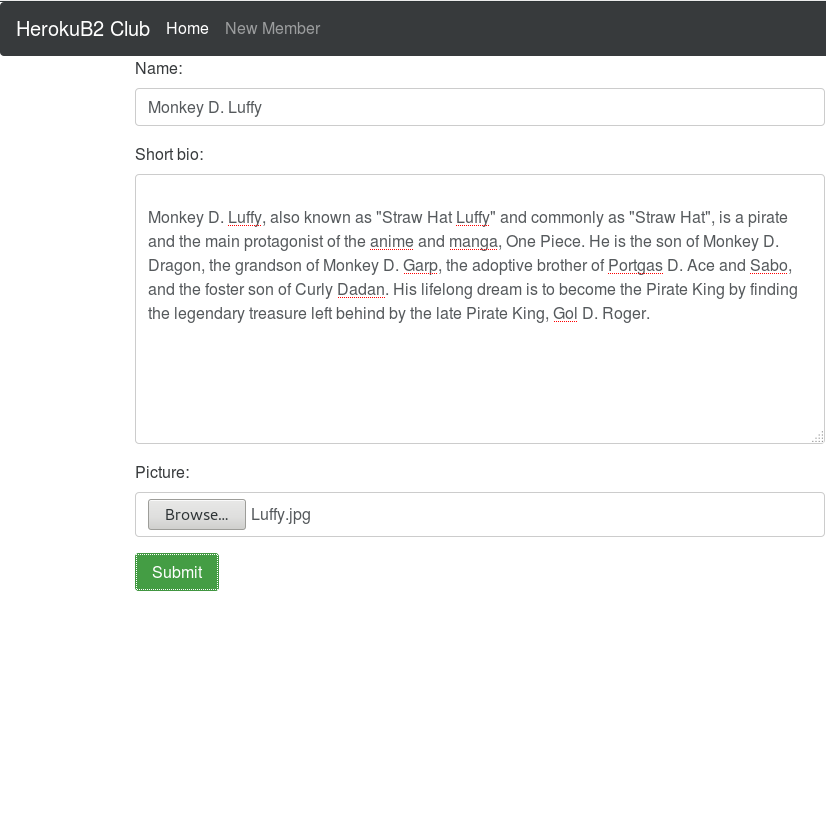 HerokuB2 Club Home New Member
Name:
Monkey D. Luffy
Short bio:
Monkey D. Luffy, also known as "Straw Hat Luffy" and commonly as "Straw Hat", is a pirate
and the main protagonist of the anime and manga, One Piece. He is the son of Monkey D.
Dragon, the grandson of Monkey D. Garp, the adoptive brother of Portgas D. Ace and Sabo,
and the foster son of Curly Dadan. His lifelong dream is to become the Pirate King by finding
the legendary treasure left behind by the late Pirate King, Gol D. Roger.
Picture:
Browse... Luffy.jpg
Submit